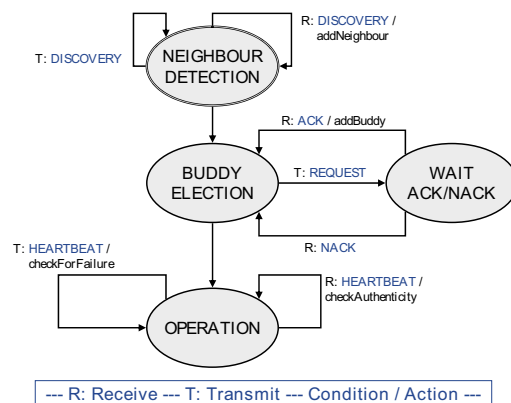 R: DISCOVERY /
addNeighbour
T: DISCOVERY
NEIGHBOUR
DETECTION
R: ACK / addBuddy
BUDDY
ELECTION
T: REQUEST
WAIT
ACK/NACK
R: NACK
T: HEARTBEAT /
checkForFailure
R: HEARTBEAT /
checkAuthenticity
OPERATION
--- R: Receive --- T: Transmit --- Condition / Action ---